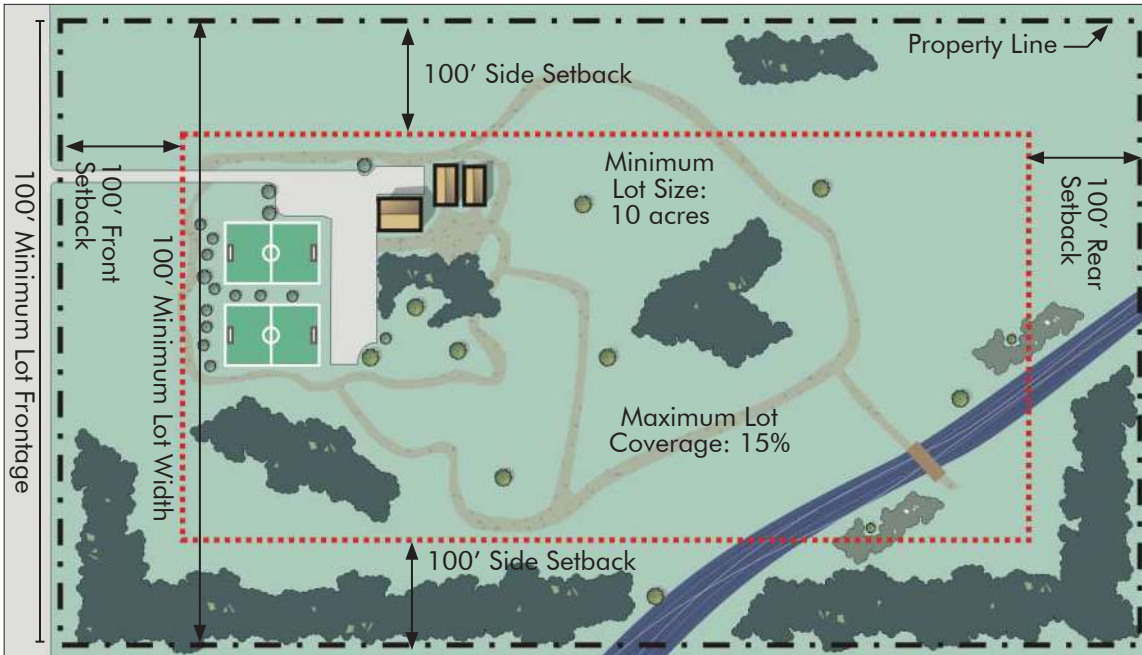 Property Line
100’ Side Setback
Minimum
Lot Size:
10 acres
100’ Front
Setback
100’ Rear
Setback
100’ Minimum Lot Frontage
100’ Minimum Lot Width
Maximum Lot
Coverage: 15%
100’ Side Setback